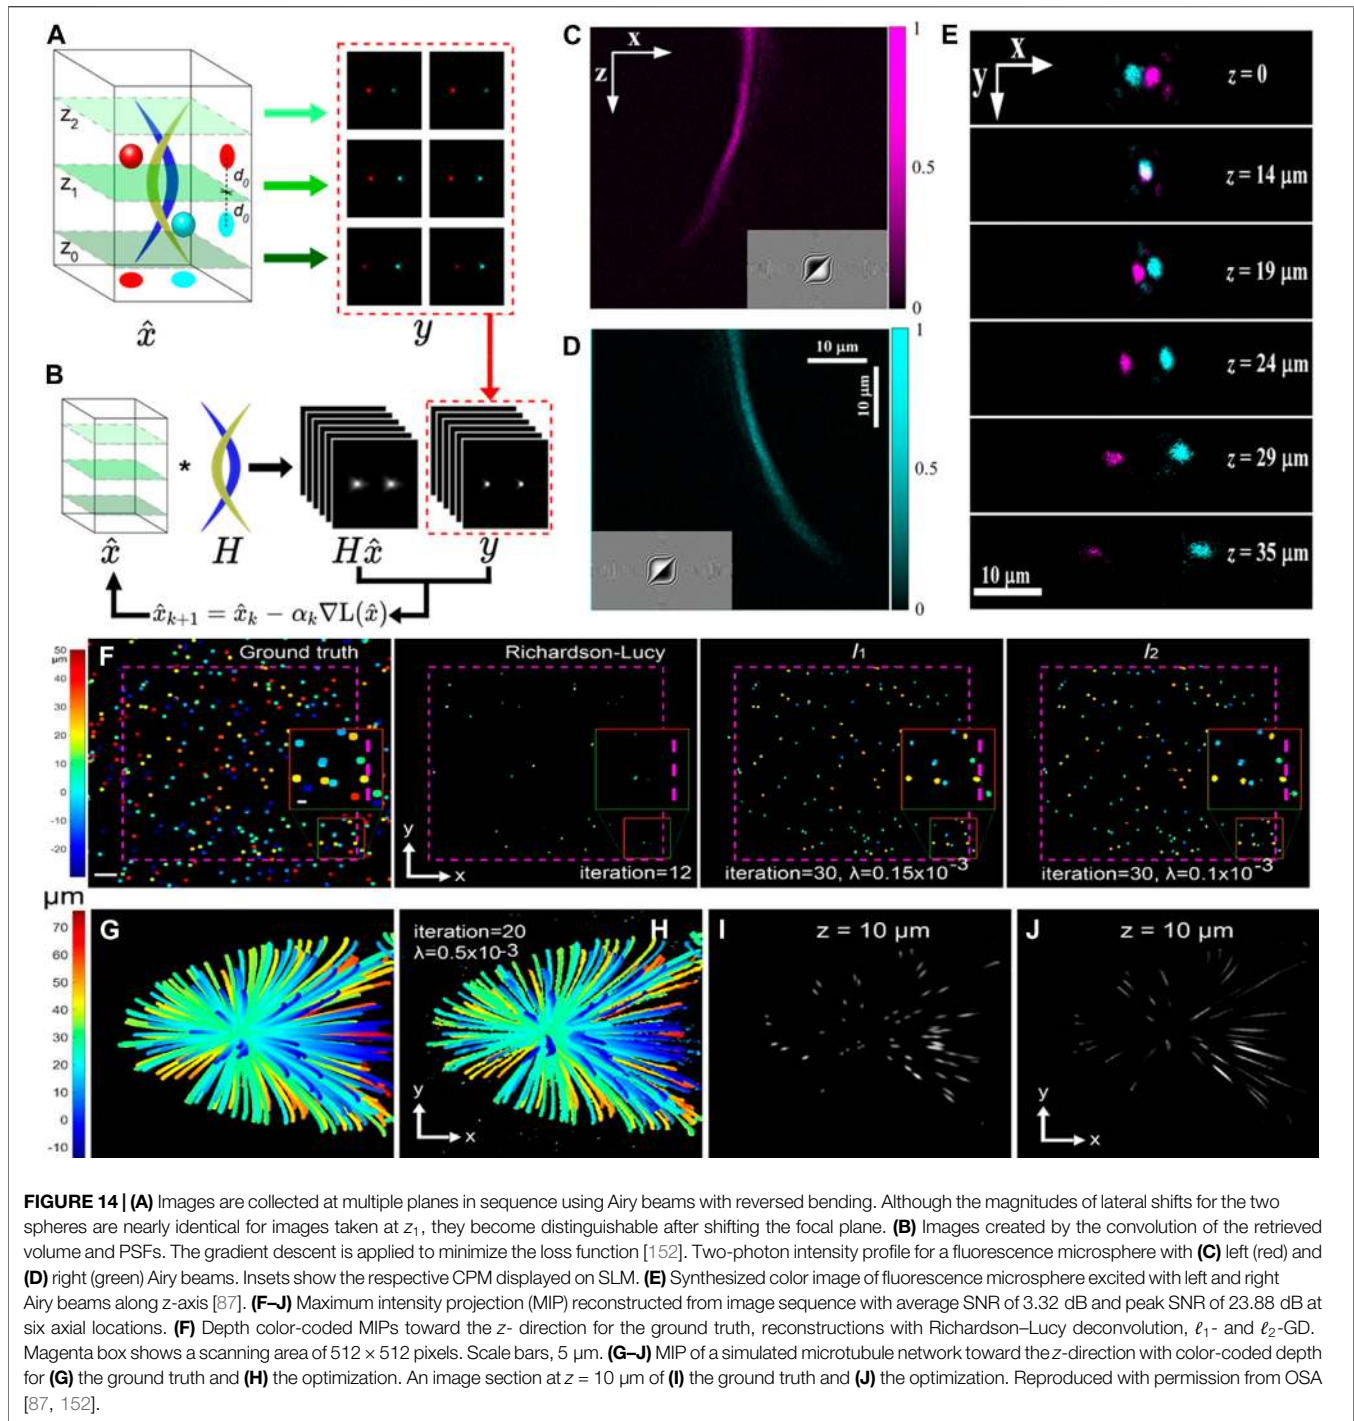 A
z₂
z₁
z₀
d₀
d₀
x̂
y
B
*
x̂
H
Hx̂
y
x̂ₖ₊₁ = x̂ₖ − αₖ∇L(x̂)
C
x
z
1
0.5
0
D
10 µm
10 µm
1
0.5
0
E
x
y
z = 0
z = 14 µm
z = 19 µm
z = 24 µm
z = 29 µm
z = 35 µm
10 µm
50
µm
40
30
20
10
0
-10
-20
F
Ground truth
Richardson-Lucy
y
x
iteration=12
l₁
iteration=30, λ=0.15x10⁻³
l₂
iteration=30, λ=0.1x10⁻³
µm
70
60
50
40
30
20
10
0
-10
G
iteration=20
λ=0.5x10⁻³
H
y
x
I
z = 10 µm
J
z = 10 µm
y
x
FIGURE 14 | (A) Images are collected at multiple planes in sequence using Airy beams with reversed bending. Although the magnitudes of lateral shifts for the two
spheres are nearly identical for images taken at z₁, they become distinguishable after shifting the focal plane. (B) Images created by the convolution of the retrieved
volume and PSFs. The gradient descent is applied to minimize the loss function [152]. Two-photon intensity profile for a fluorescence microsphere with (C) left (red) and
(D) right (green) Airy beams. Insets show the respective CPM displayed on SLM. (E) Synthesized color image of fluorescence microsphere excited with left and right
Airy beams along z-axis [87]. (F–J) Maximum intensity projection (MIP) reconstructed from image sequence with average SNR of 3.32 dB and peak SNR of 23.88 dB at
six axial locations. (F) Depth color-coded MIPs toward the z- direction for the ground truth, reconstructions with Richardson–Lucy deconvolution, ℓ₁- and ℓ₂-GD.
Magenta box shows a scanning area of 512 × 512 pixels. Scale bars, 5 µm. (G–J) MIP of a simulated microtubule network toward the z-direction with color-coded depth
for (G) the ground truth and (H) the optimization. An image section at z = 10 µm of (I) the ground truth and (J) the optimization. Reproduced with permission from OSA
[87, 152].